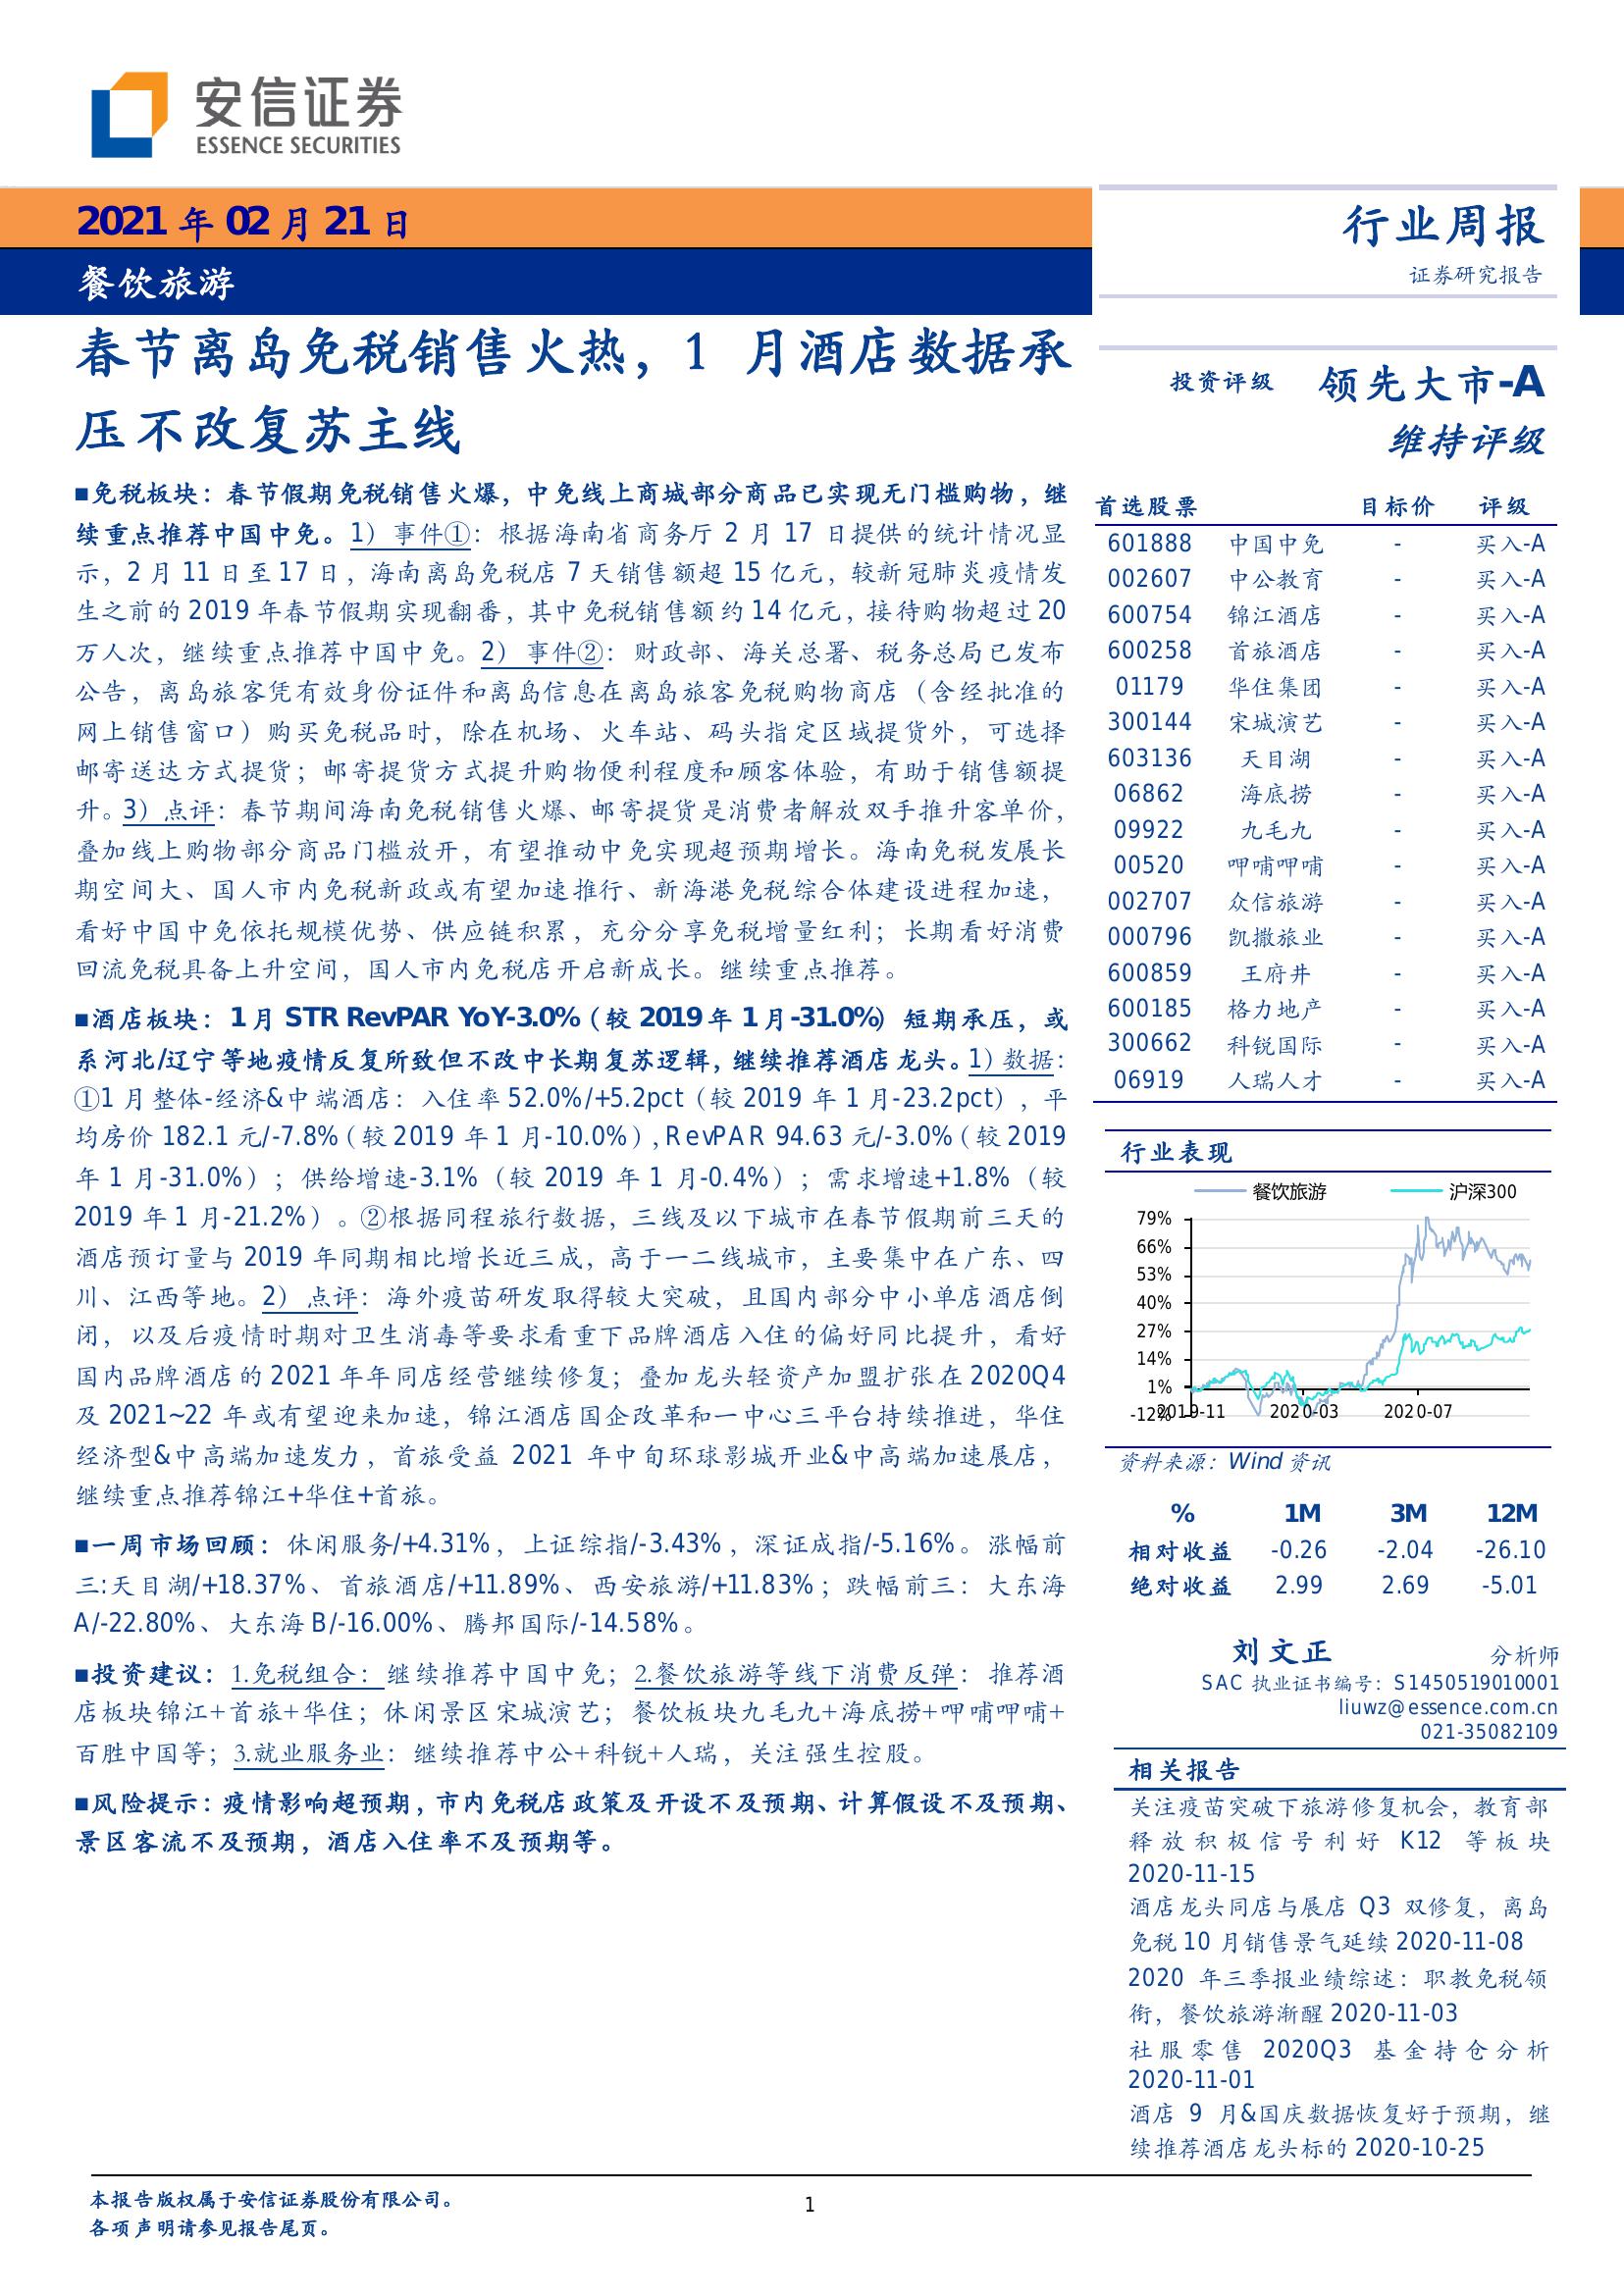 安信证券
ESSENCE SECURITIES
2021 年 02 月 21 日
餐饮旅游
行业周报
证券研究报告
春节离岛免税销售火热，1 月酒店数据承
压不改复苏主线
■免税板块：春节假期免税销售火爆，中免线上商城部分商品已实现无门槛购物，继
续重点推荐中国中免。1）事件①：根据海南省商务厅 2 月 17 日提供的统计情况显
示，2 月 11 日至 17 日，海南离岛免税店 7 天销售额超 15 亿元，较新冠肺炎疫情发
生之前的 2019 年春节假期实现翻番，其中免税销售额约 14 亿元，接待购物超过 20
万人次，继续重点推荐中国中免。2）事件②：财政部、海关总署、税务总局已发布
公告，离岛旅客凭有效身份证件和离岛信息在离岛旅客免税购物商店（含经批准的
网上销售窗口）购买免税品时，除在机场、火车站、码头指定区域提货外，可选择
邮寄送达方式提货；邮寄提货方式提升购物便利程度和顾客体验，有助于销售额提
升。3）点评：春节期间海南免税销售火爆、邮寄提货是消费者解放双手推升客单价，
叠加线上购物部分商品门槛放开，有望推动中免实现超预期增长。海南免税发展长
期空间大、国人市内免税新政或有望加速推行、新海港免税综合体建设进程加速，
看好中国中免依托规模优势、供应链积累，充分分享免税增量红利；长期看好消费
回流免税具备上升空间，国人市内免税店开启新成长。继续重点推荐。
■酒店板块：1 月 STR RevPAR YoY-3.0%（较 2019 年 1 月-31.0%）短期承压，或
系河北/辽宁等地疫情反复所致但不改中长期复苏逻辑，继续推荐酒店龙头。1）数据：
①1 月整体-经济&中端酒店：入住率 52.0%/+5.2pct（较 2019 年 1 月-23.2pct），平
均房价 182.1 元/-7.8%（较 2019 年 1 月-10.0%），RevPAR 94.63 元/-3.0%（较 2019
年 1 月-31.0%）；供给增速-3.1%（较 2019 年 1 月-0.4%）；需求增速+1.8%（较
2019 年 1 月-21.2%）。②根据同程旅行数据，三线及以下城市在春节假期前三天的
酒店预订量与 2019 年同期相比增长近三成，高于一二线城市，主要集中在广东、四
川、江西等地。2）点评：海外疫苗研发取得较大突破，且国内部分中小单店酒店倒
闭，以及后疫情时期对卫生消毒等要求看重下品牌酒店入住的偏好同比提升，看好
国内品牌酒店的 2021 年年同店经营继续修复；叠加龙头轻资产加盟扩张在 2020Q4
及 2021~22 年或有望迎来加速，锦江酒店国企改革和一中心三平台持续推进，华住
经济型&中高端加速发力，首旅受益 2021 年中旬环球影城开业&中高端加速展店，
继续重点推荐锦江+华住+首旅。
■一周市场回顾：休闲服务/+4.31%，上证综指/-3.43%，深证成指/-5.16%。涨幅前
三:天目湖/+18.37%、首旅酒店/+11.89%、西安旅游/+11.83%；跌幅前三：大东海
A/-22.80%、大东海 B/-16.00%、腾邦国际/-14.58%。
■投资建议：1.免税组合：继续推荐中国中免；2.餐饮旅游等线下消费反弹：推荐酒
店板块锦江+首旅+华住；休闲景区宋城演艺；餐饮板块九毛九+海底捞+呷哺呷哺+
百胜中国等；3.就业服务业：继续推荐中公+科锐+人瑞，关注强生控股。
■风险提示：疫情影响超预期，市内免税店政策及开设不及预期、计算假设不及预期、
景区客流不及预期，酒店入住率不及预期等。
投资评级 领先大市-A
维持评级
首选股票 目标价 评级
601888 中国中免 - 买入-A
002607 中公教育 - 买入-A
600754 锦江酒店 - 买入-A
600258 首旅酒店 - 买入-A
01179 华住集团 - 买入-A
300144 宋城演艺 - 买入-A
603136 天目湖 - 买入-A
06862 海底捞 - 买入-A
09922 九毛九 - 买入-A
00520 呷哺呷哺 - 买入-A
002707 众信旅游 - 买入-A
000796 凯撒旅业 - 买入-A
600859 王府井 - 买入-A
600185 格力地产 - 买入-A
300662 科锐国际 - 买入-A
06919 人瑞人才 - 买入-A
行业表现
餐饮旅游 沪深300
79%
66%
53%
40%
27%
14%
1%
-12%
2019-11 2020-03 2020-07
资料来源：Wind 资讯
% 1M 3M 12M
相对收益 -0.26 -2.04 -26.10
绝对收益 2.99 2.69 -5.01
刘文正 分析师
SAC 执业证书编号：S1450519010001
liuwz@essence.com.cn
021-35082109
相关报告
关注疫苗突破下旅游修复机会，教育部
释放积极信号利好 K12 等板块
2020-11-15
酒店龙头同店与展店 Q3 双修复，离岛
免税 10 月销售景气延续 2020-11-08
2020 年三季报业绩综述：职教免税领
衔，餐饮旅游渐醒 2020-11-03
社服零售 2020Q3 基金持仓分析
2020-11-01
酒店 9 月&国庆数据恢复好于预期，继
续推荐酒店龙头标的 2020-10-25
本报告版权属于安信证券股份有限公司。
各项声明请参见报告尾页。
1